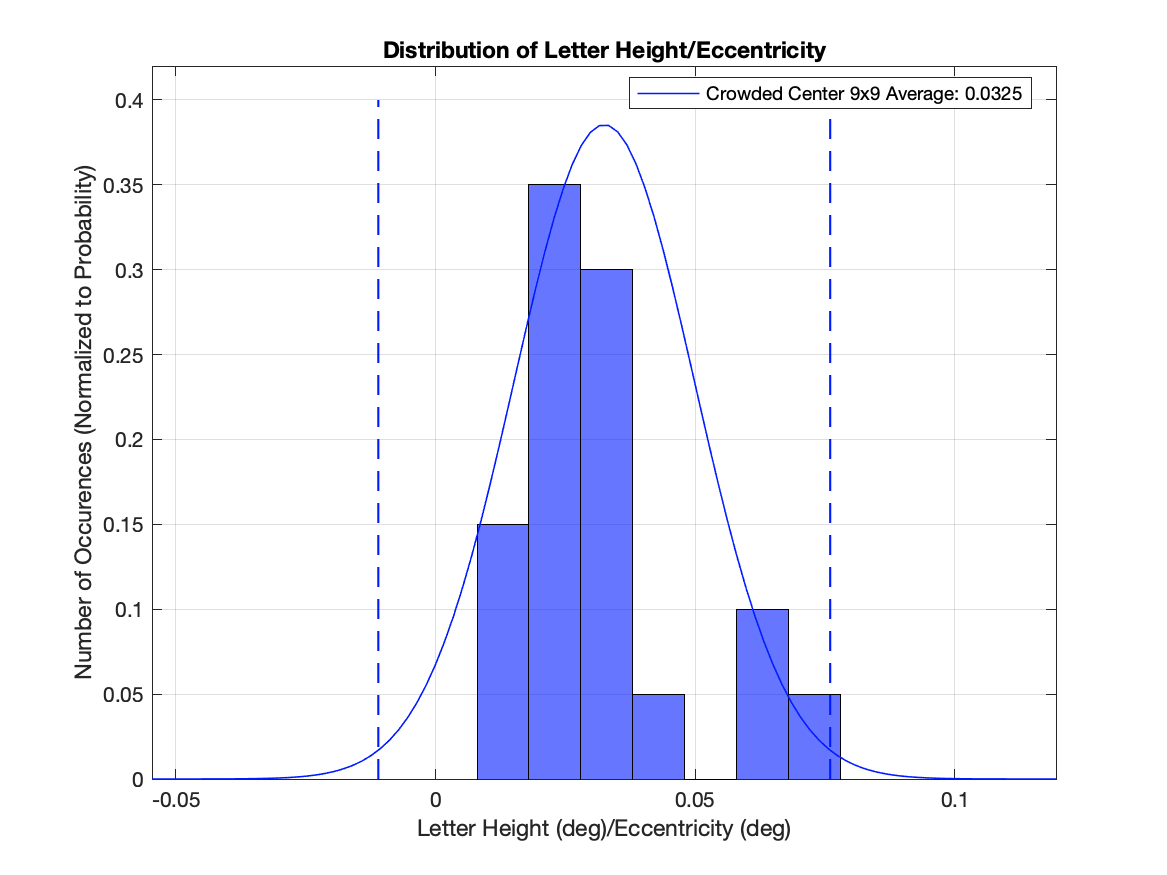 Distribution of Letter Height/Eccentricity
Crowded Center 9x9 Average: 0.0325
Number of Occurences (Normalized to Probability)
0.4
0.35
0.3
0.25
0.2
0.15
0.1
0.05
0
-0.05 0 0.05 0.1
Letter Height (deg)/Eccentricity (deg)